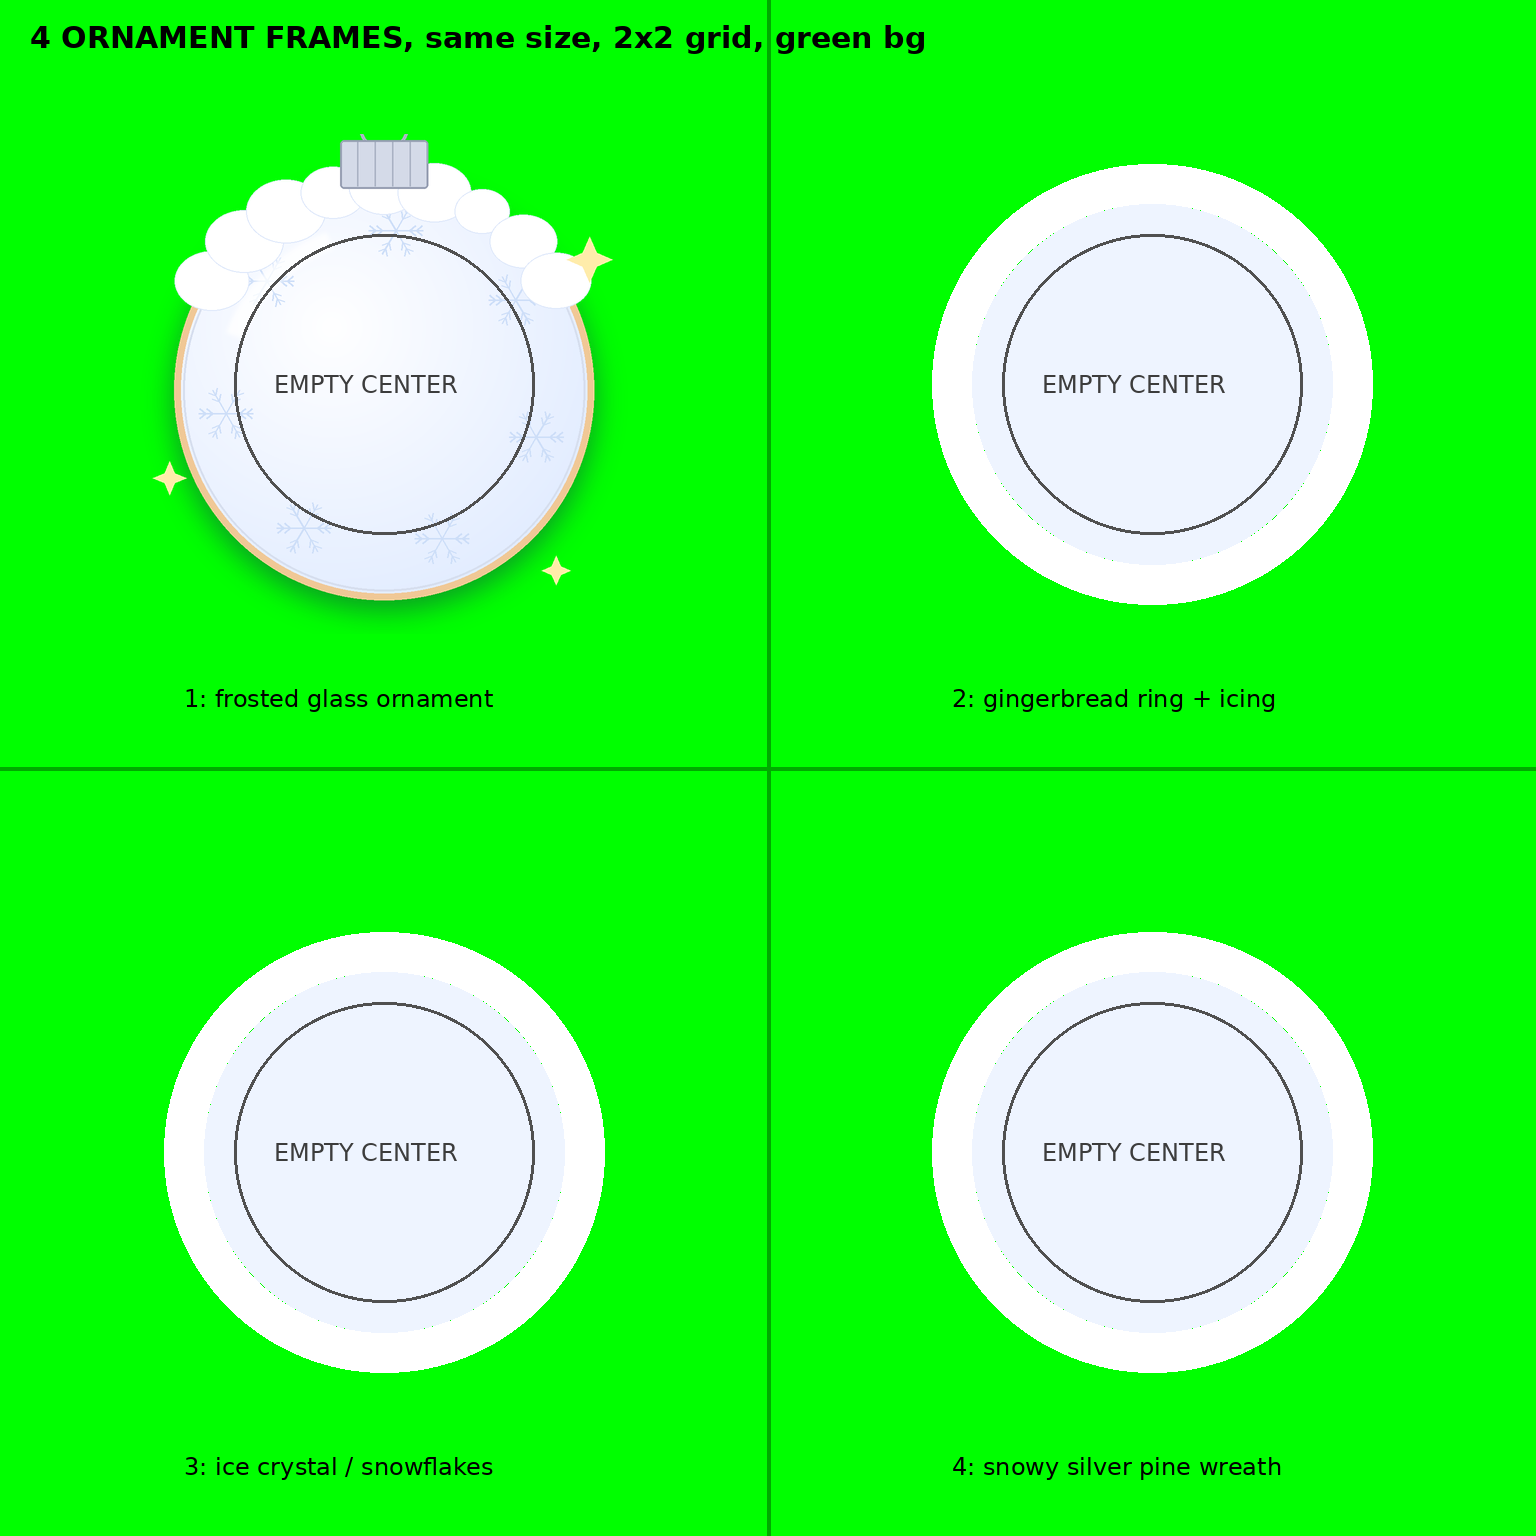 4 ORNAMENT FRAMES, same size, 2x2 grid, green bg
EMPTY CENTER
EMPTY CENTER
1: frosted glass ornament
2: gingerbread ring + icing
EMPTY CENTER
EMPTY CENTER
3: ice crystal / snowflakes
4: snowy silver pine wreath